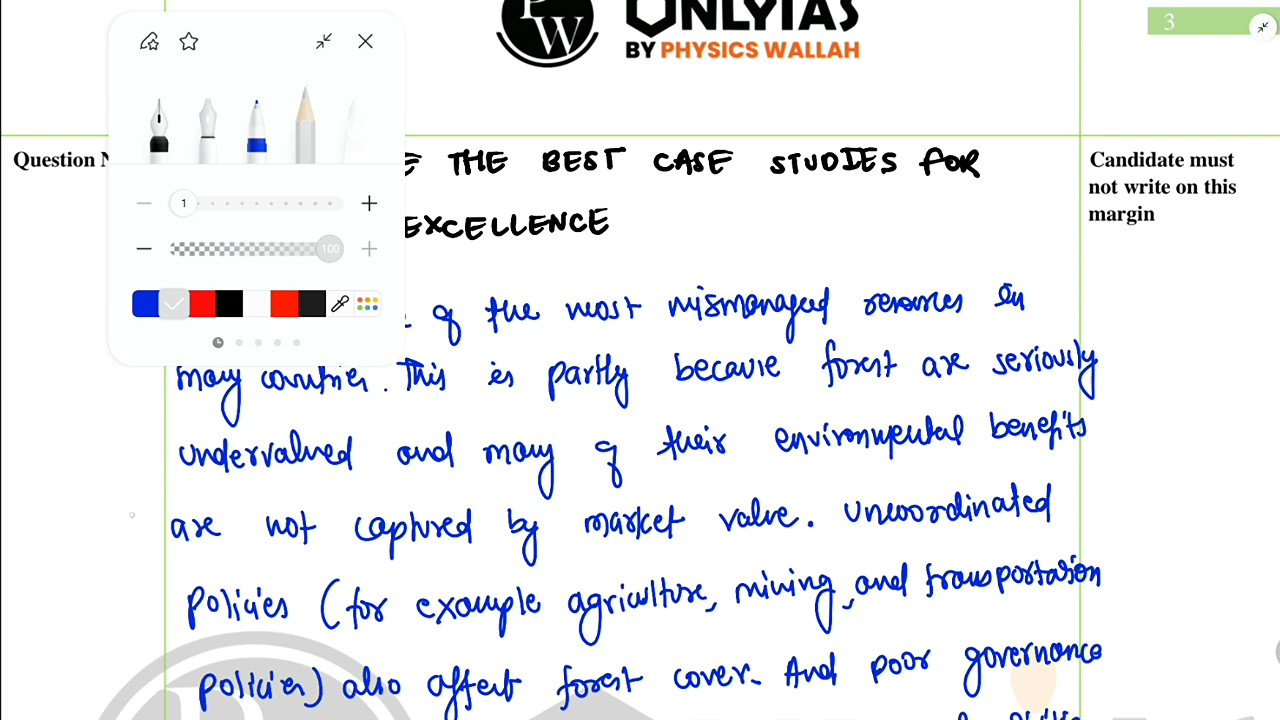 ONLYIAS
BY PHYSICS WALLAH
3
Question
THE BEST CASE STUDIES FOR
EXCELLENCE
Candidate must
not write on this
margin
1
100
of the most mismanaged resources in
many countries. This is partly because forest are seriously
undervalued and many of their environmental benefits
are not captured by market value. Uncoordinated
policies (for example agriculture, mining, and transportation
policies) also affect forest cover. And poor governance